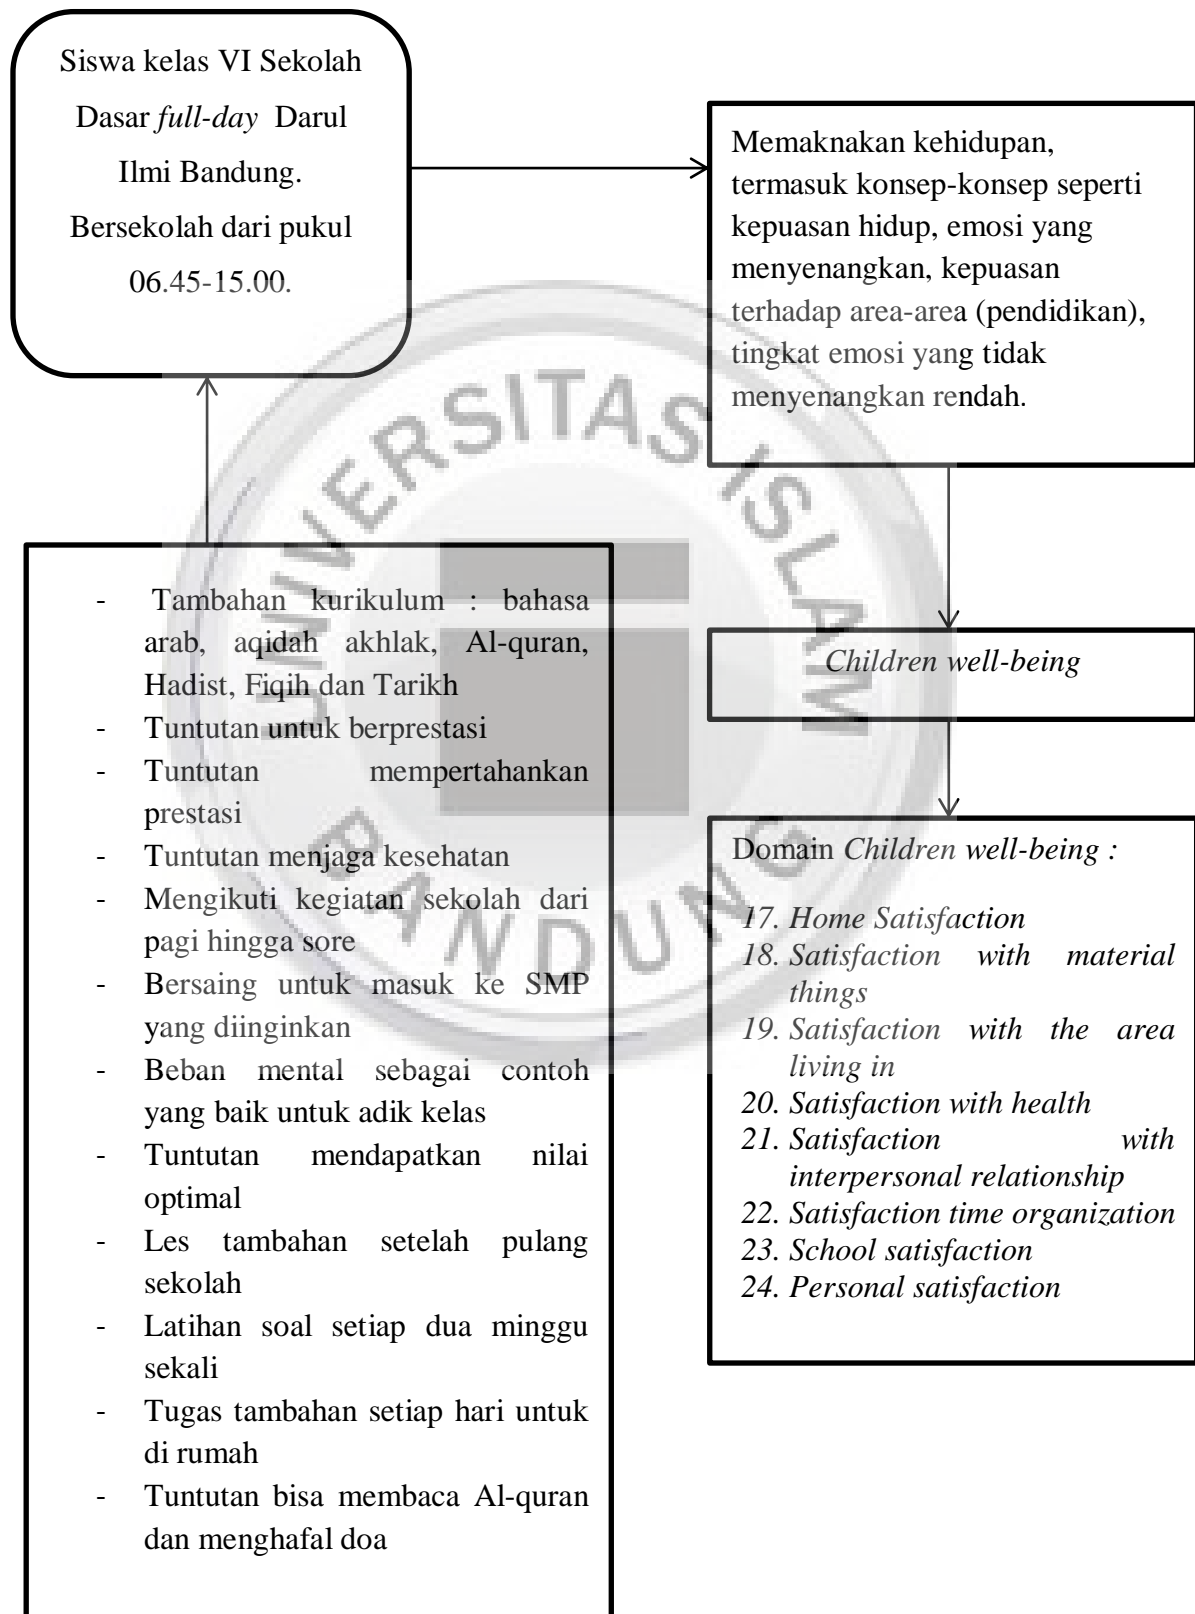 Siswa kelas VI Sekolah
Dasar full-day Darul
Ilmi Bandung.
Bersekolah dari pukul
06.45-15.00.
Memaknakan kehidupan,
termasuk konsep-konsep seperti
kepuasan hidup, emosi yang
menyenangkan, kepuasan
terhadap area-area (pendidikan),
tingkat emosi yang tidak
menyenangkan rendah.
- Tambahan kurikulum : bahasa
arab, aqidah akhlak, Al-quran,
Hadist, Fiqih dan Tarikh
- Tuntutan untuk berprestasi
- Tuntutan mempertahankan
prestasi
- Tuntutan menjaga kesehatan
- Mengikuti kegiatan sekolah dari
pagi hingga sore
- Bersaing untuk masuk ke SMP
yang diinginkan
- Beban mental sebagai contoh
yang baik untuk adik kelas
- Tuntutan mendapatkan nilai
optimal
- Les tambahan setelah pulang
sekolah
- Latihan soal setiap dua minggu
sekali
- Tugas tambahan setiap hari untuk
di rumah
- Tuntutan bisa membaca Al-quran
dan menghafal doa
Children well-being
Domain Children well-being :
17. Home Satisfaction
18. Satisfaction with material
things
19. Satisfaction with the area
living in
20. Satisfaction with health
21. Satisfaction with
interpersonal relationship
22. Satisfaction time organization
23. School satisfaction
24. Personal satisfaction
UNIVERSITAS ISLAM
BANDUNG